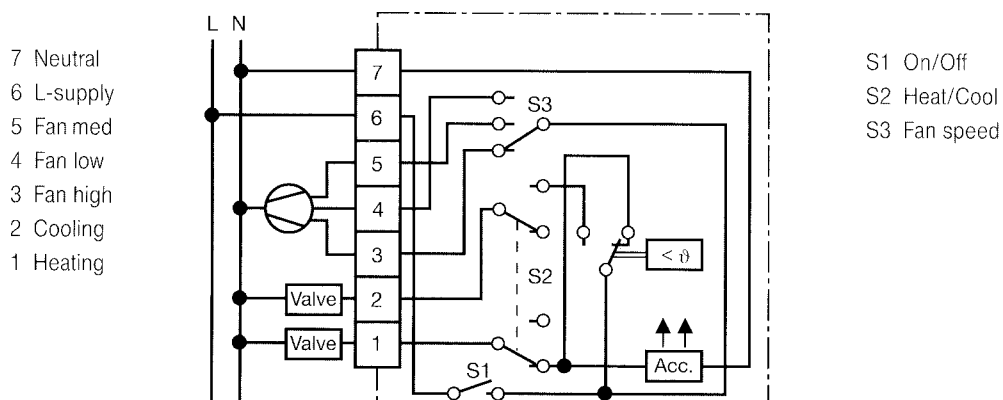 L N
7 Neutral
6 L-supply
5 Fan med
4 Fan low
3 Fan high
2 Cooling
1 Heating
7
6
5
4
3
2
1
Valve
Valve
S3
S2
S1
< ϑ
Acc.
S1 On/Off
S2 Heat/Cool
S3 Fan speed